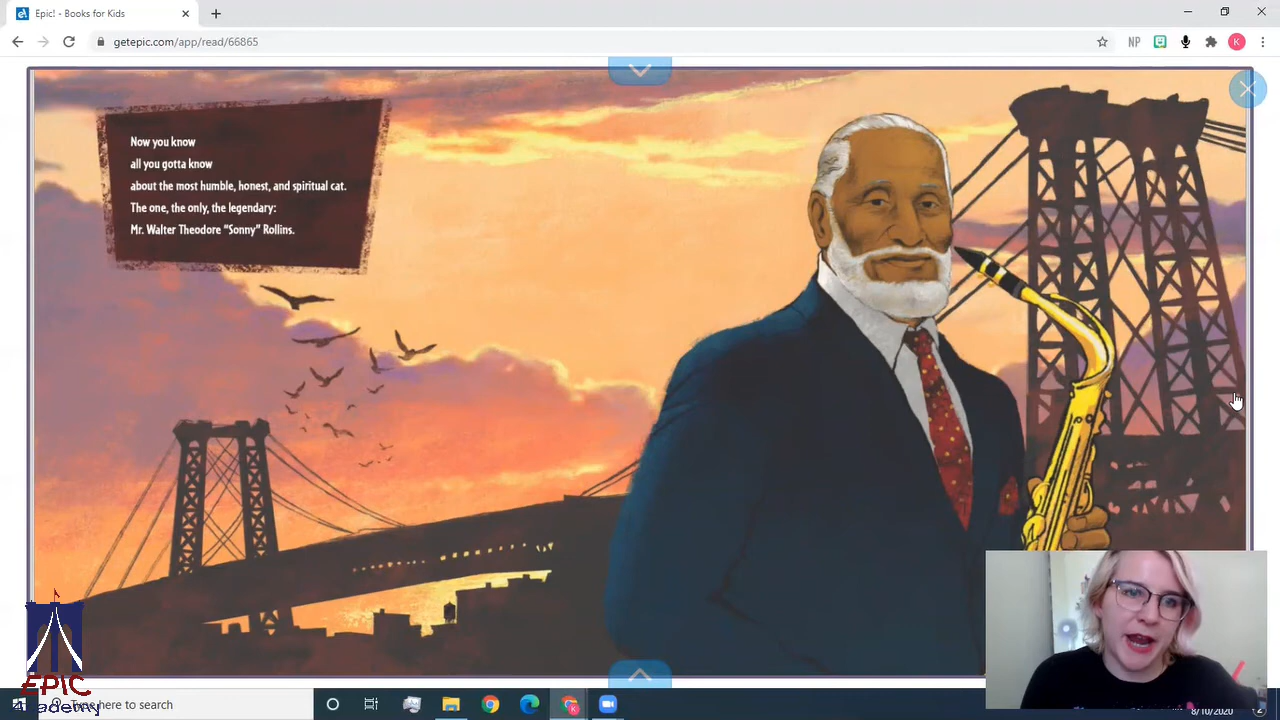 Epic! - Books for Kids
getepic.com/app/read/66865
NP
K
Now you know
all you gotta know
about the most humble, honest, and spiritual cat.
The one, the only, the legendary:
Mr. Walter Theodore “Sonny” Rollins.
EPIC
Academy
here to search
8/10/2020